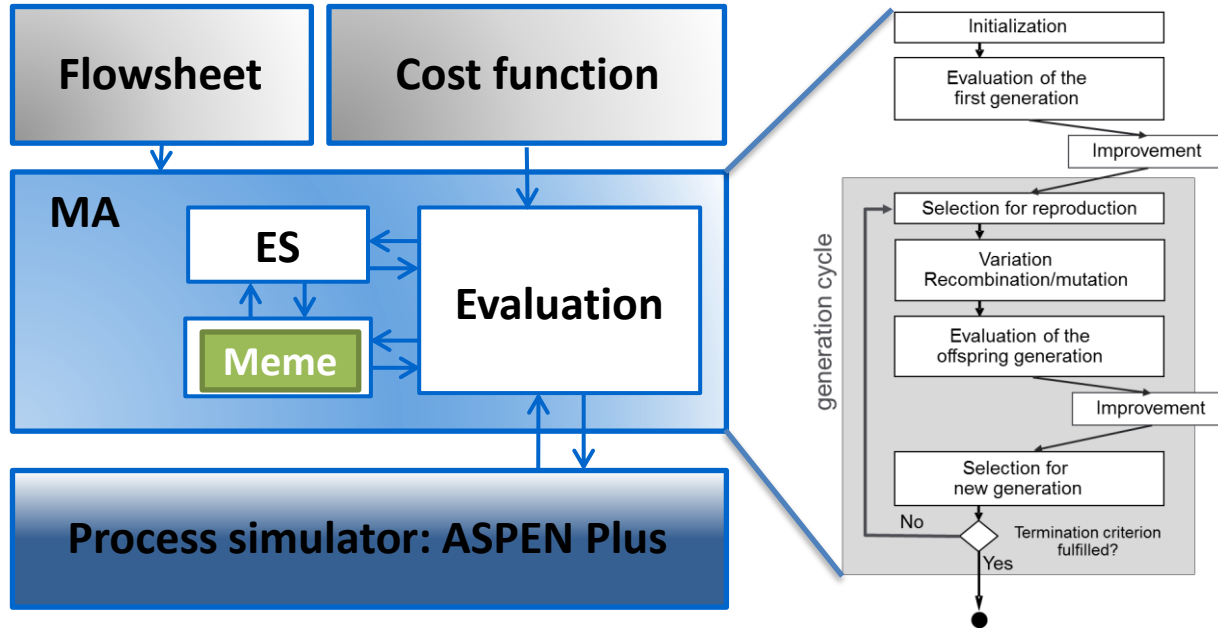 Flowsheet
Cost function
MA
ES
Evaluation
Meme
Process simulator: ASPEN Plus
Initialization
Evaluation of the
first generation
Improvement
generation cycle
Selection for reproduction
Variation
Recombination/mutation
Evaluation of the
offspring generation
Improvement
Selection for
new generation
No
Termination criterion
fulfilled?
Yes